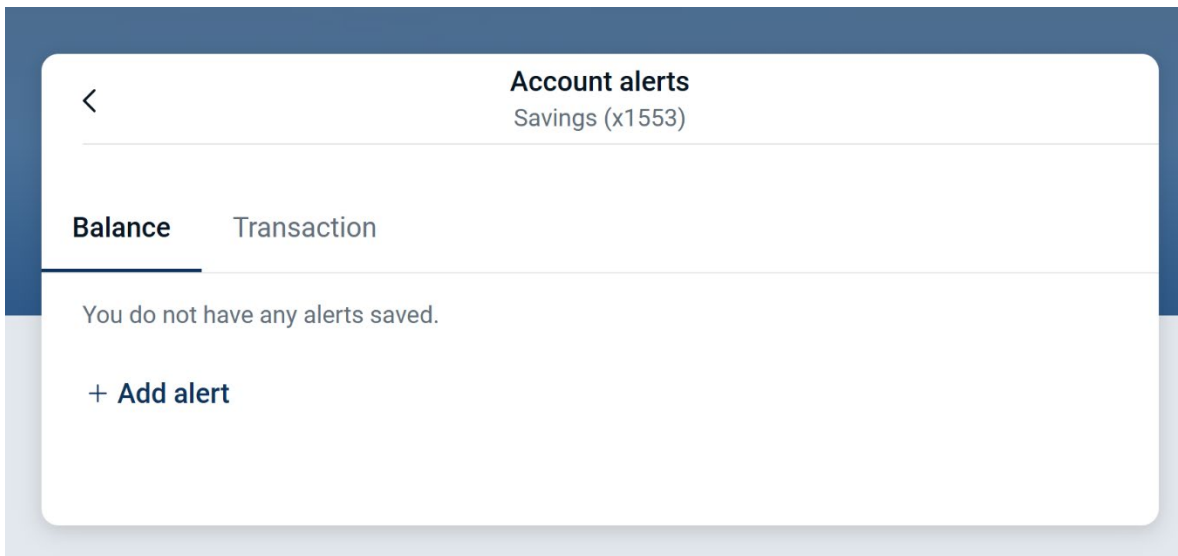 Account alerts
Savings (x1553)
Balance Transaction
You do not have any alerts saved.
+ Add alert